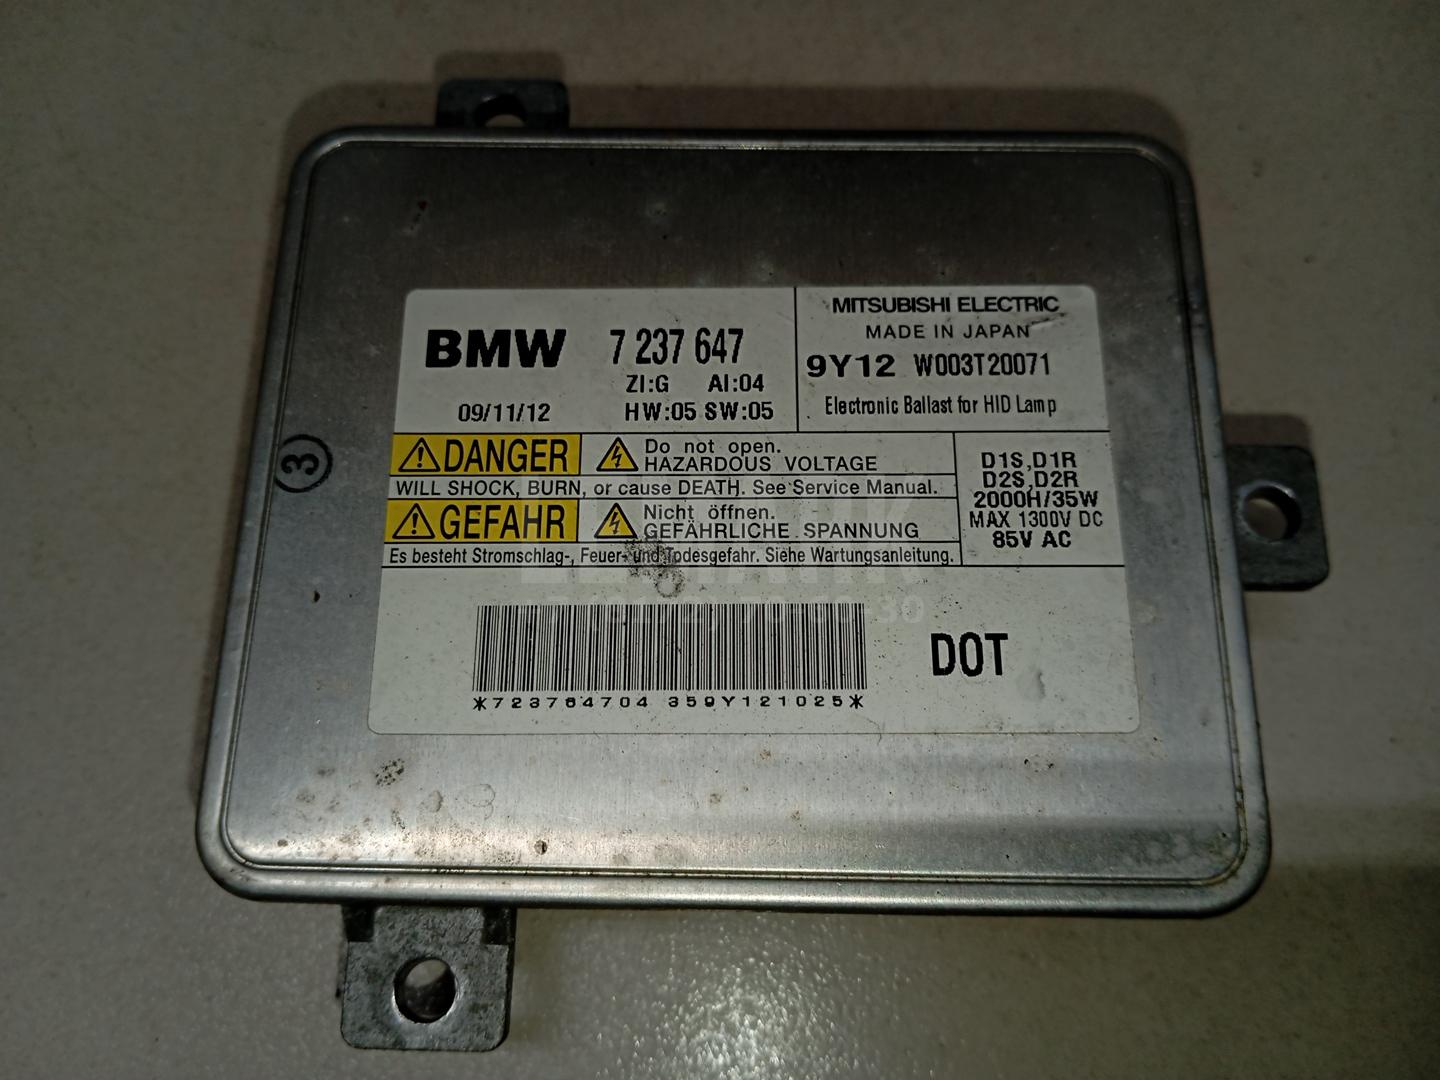 BMW 7 237 647
ZI:G AI:04
09/11/12 HW:05 SW:05
MITSUBISHI ELECTRIC
MADE IN JAPAN
9Y12 W003T20071
Electronic Ballast for HID Lamp
DANGER Do not open.
HAZARDOUS VOLTAGE
WILL SHOCK, BURN, or cause DEATH. See Service Manual.
GEFAHR Nicht öffnen.
GEFÄHRLICHE SPANNUNG
Es besteht Stromschlag-, Feuer- und Todesgefahr. Siehe Wartungsanleitung.
D1S,D1R
D2S,D2R
2000H/35W
MAX 1300V DC
85V AC
*723764704 359Y121025*
DOT
3